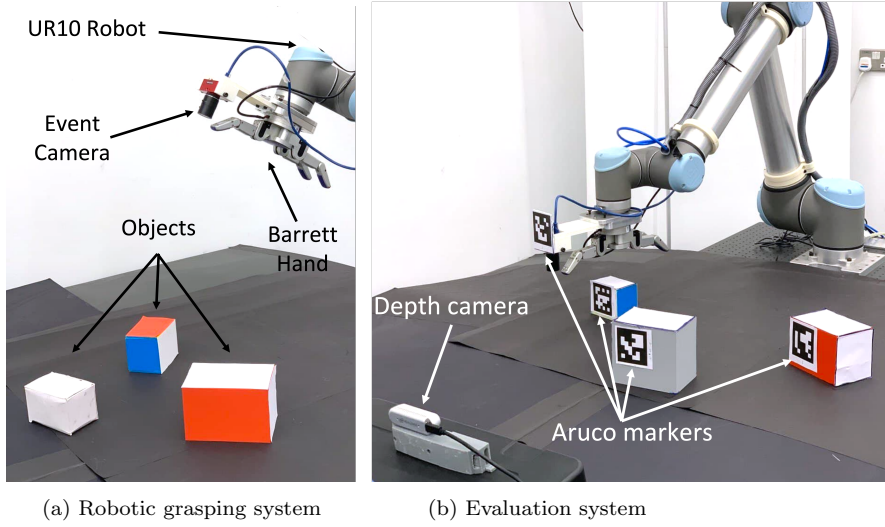 UR10 Robot
Event
Camera
Objects
Barrett
Hand
Depth camera
Aruco markers
(a) Robotic grasping system
(b) Evaluation system